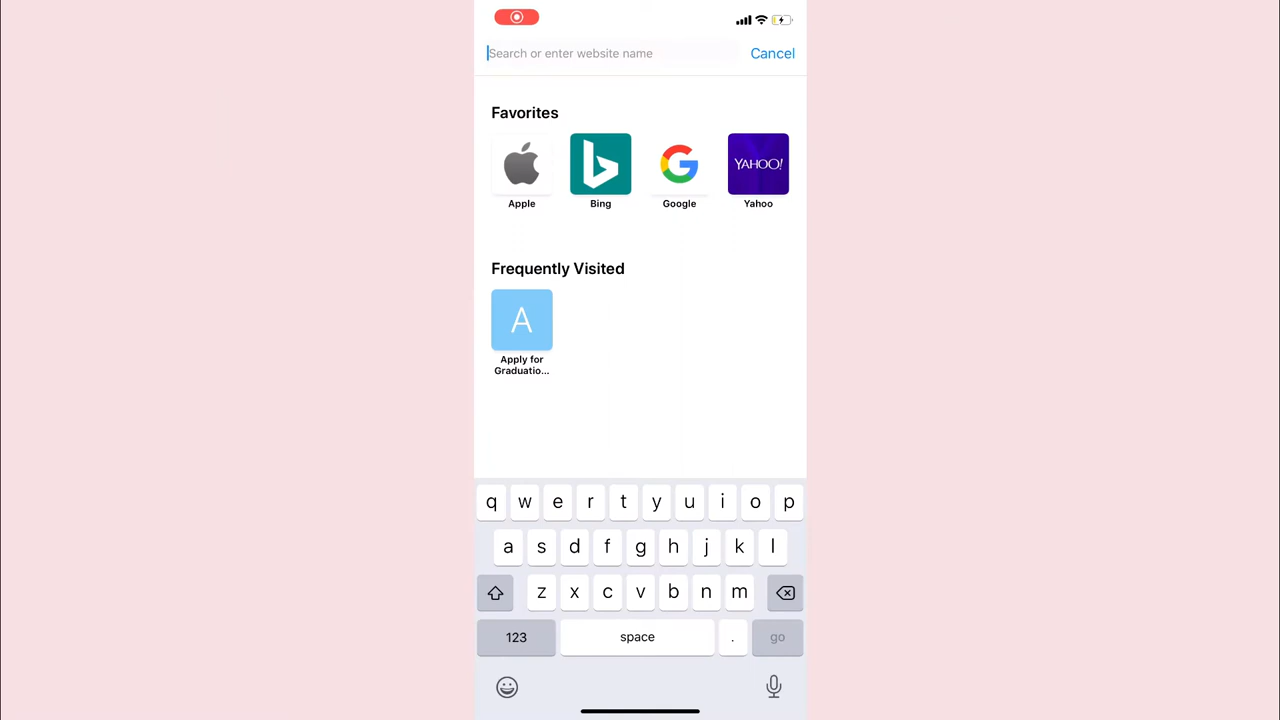 Search or enter website name Cancel
Favorites
YAHOO!
Apple Bing Google Yahoo
Frequently Visited
A
Apply for
Graduatio...
q w e r t y u i o p
a s d f g h j k l
z x c v b n m
123 space . go